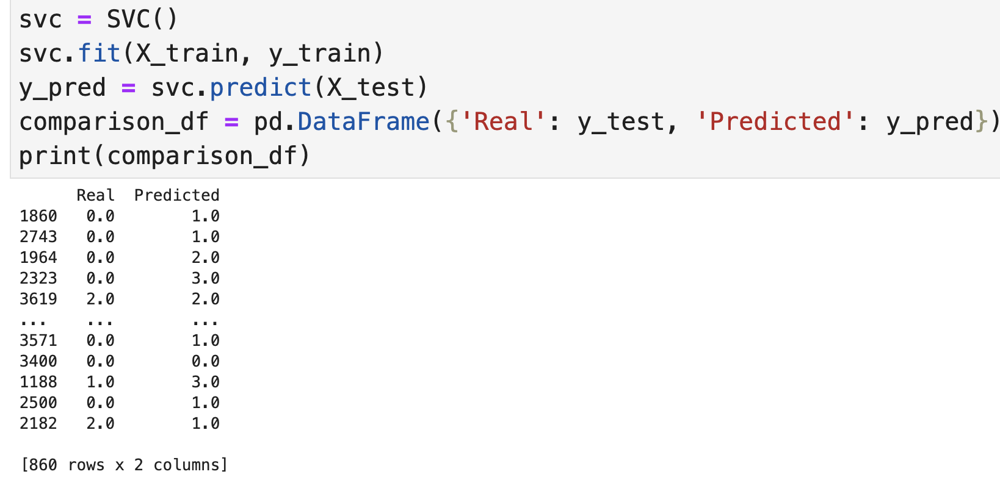 svc = SVC()
svc.fit(X_train, y_train)
y_pred = svc.predict(X_test)
comparison_df = pd.DataFrame({'Real': y_test, 'Predicted': y_pred})
print(comparison_df)
      Real  Predicted
1860   0.0        1.0
2743   0.0        1.0
1964   0.0        2.0
2323   0.0        3.0
3619   2.0        2.0
...    ...        ...
3571   0.0        1.0
3400   0.0        0.0
1188   1.0        3.0
2500   0.0        1.0
2182   2.0        1.0
[860 rows x 2 columns]